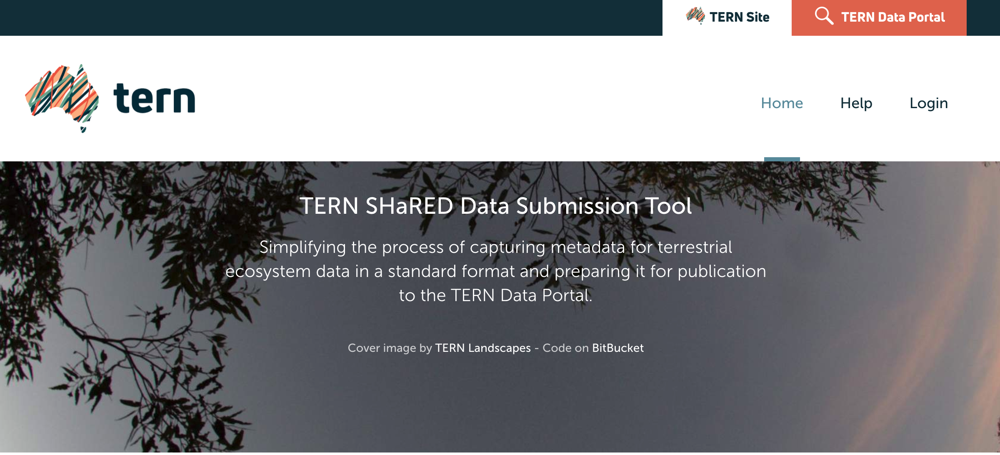 TERN Site
TERN Data Portal
tern
Home
Help
Login
TERN SHaRED Data Submission Tool
Simplifying the process of capturing metadata for terrestrial
ecosystem data in a standard format and preparing it for publication
to the TERN Data Portal.
Cover image by TERN Landscapes - Code on BitBucket